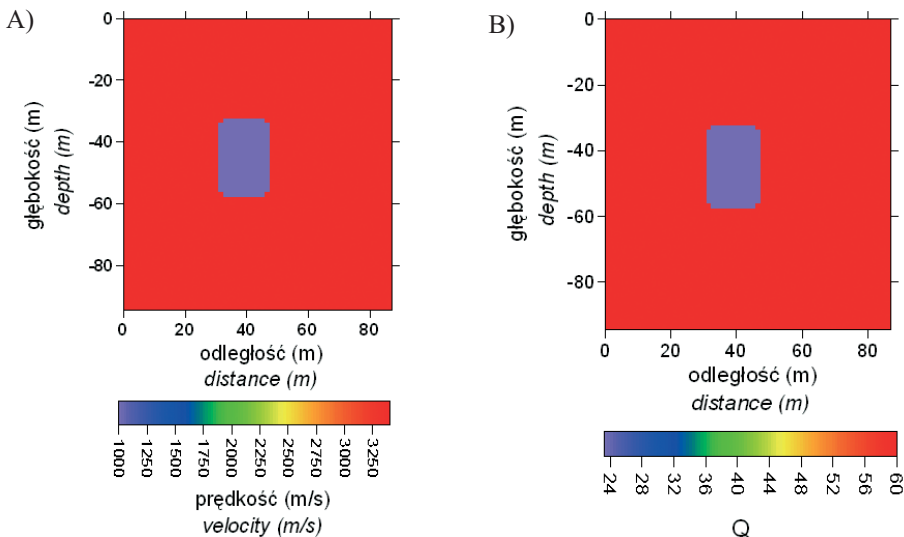 A)
0
-20
-40
-60
-80
głębokość (m)
depth (m)
0 20 40 60 80
odległość (m)
distance (m)
1000 1250 1500 1750 2000 2250 2500 2750 3000 3250
prędkość (m/s)
velocity (m/s)
B)
0
-20
-40
-60
-80
głębokość (m)
depth (m)
0 20 40 60 80
odległość (m)
distance (m)
24 28 32 36 40 44 48 52 56 60
Q